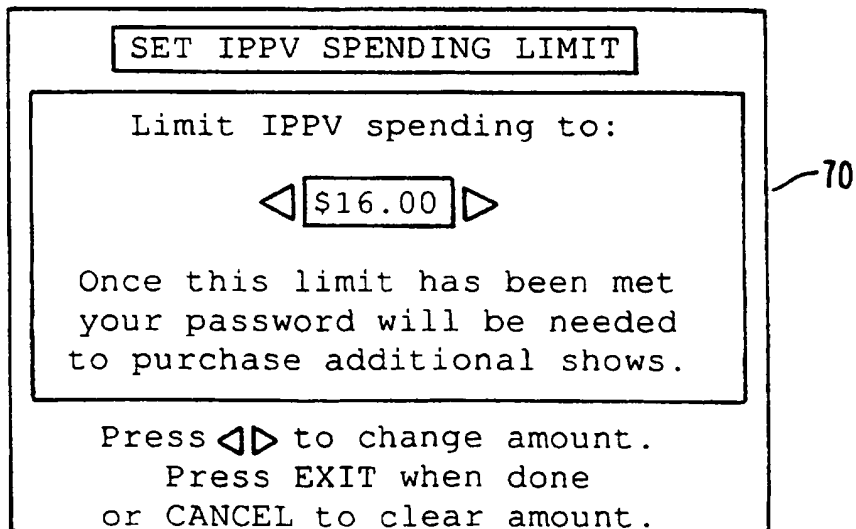 SET IPPV SPENDING LIMIT
Limit IPPV spending to:
◁ $16.00 ▷
70
Once this limit has been met
your password will be needed
to purchase additional shows.
Press ◁▷ to change amount.
Press EXIT when done
or CANCEL to clear amount.